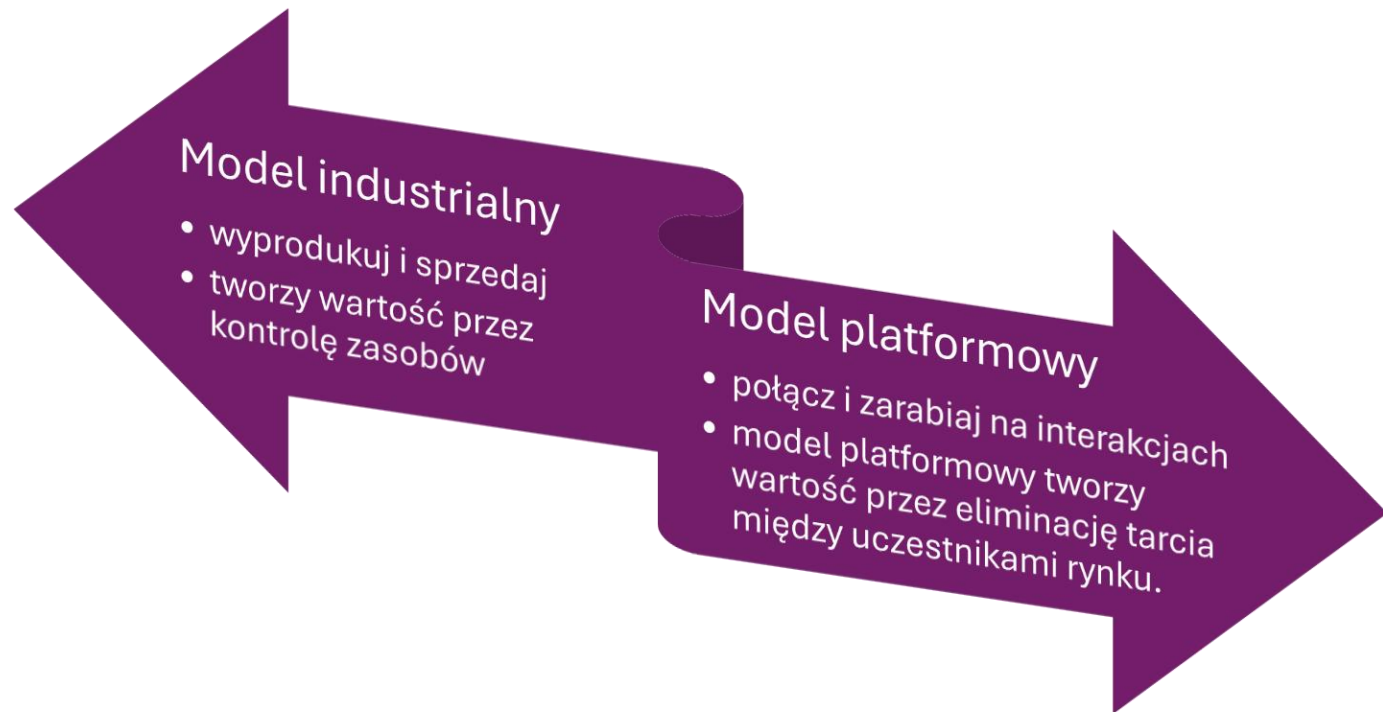 Model industrialny
• wyprodukuj i sprzedaj
• tworzy wartość przez
kontrolę zasobów
Model platformowy
• połącz i zarabiaj na interakcjach
• model platformowy tworzy
wartość przez eliminację tarcia
między uczestnikami rynku.